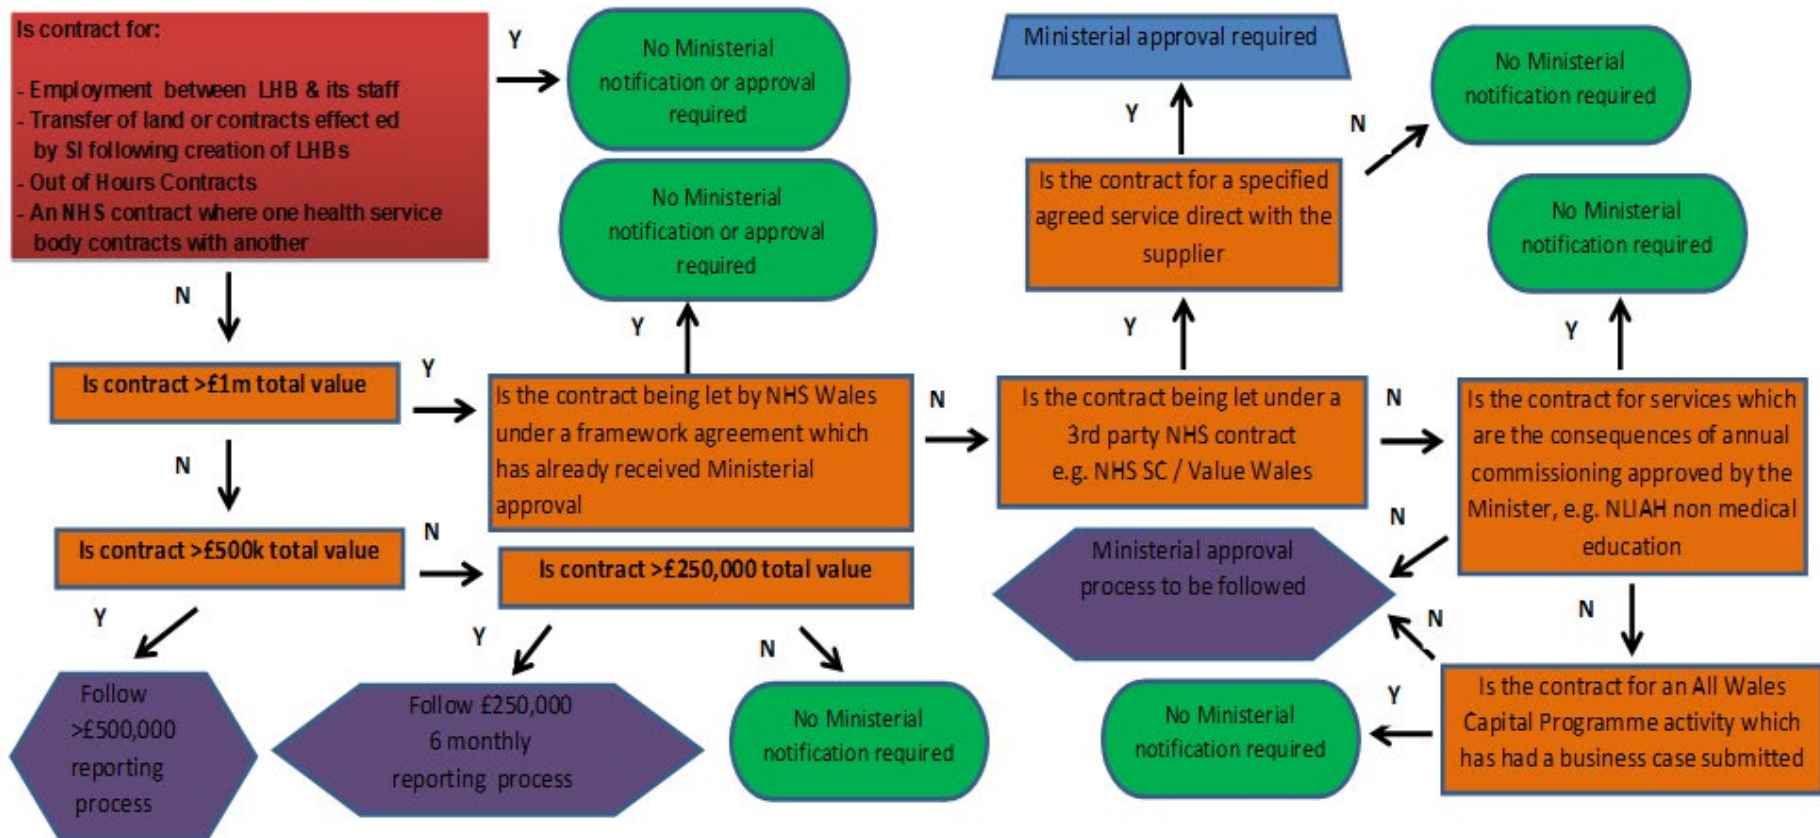 Is contract for:
- Employment between LHB & its staff
- Transfer of land or contracts effect ed
by SI following creation of LHBs
- Out of Hours Contracts
- An NHS contract where one health service
body contracts with another
Y
No Ministerial
notification or approval
required
No Ministerial
notification or approval
required
Ministerial approval required
No Ministerial
notification required
Y
N
Is the contract for a specified
agreed service direct with the
supplier
No Ministerial
notification required
N
Y
Y
Y
Is contract >£1m total value
Y
Is the contract being let by NHS Wales
under a framework agreement which
has already received Ministerial
approval
N
Is the contract being let under a
3rd party NHS contract
e.g. NHS SC / Value Wales
N
Is the contract for services which
are the consequences of annual
commissioning approved by the
Minister, e.g. NLIAH non medical
education
N
Is contract >£500k total value
N
Is contract >£250,000 total value
Ministerial approval
process to be followed
N
N
N
Y
Y
N
Follow
>£500,000
reporting
process
Follow £250,000
6 monthly
reporting process
No Ministerial
notification required
No Ministerial
notification required
Y
Is the contract for an All Wales
Capital Programme activity which
has had a business case submitted